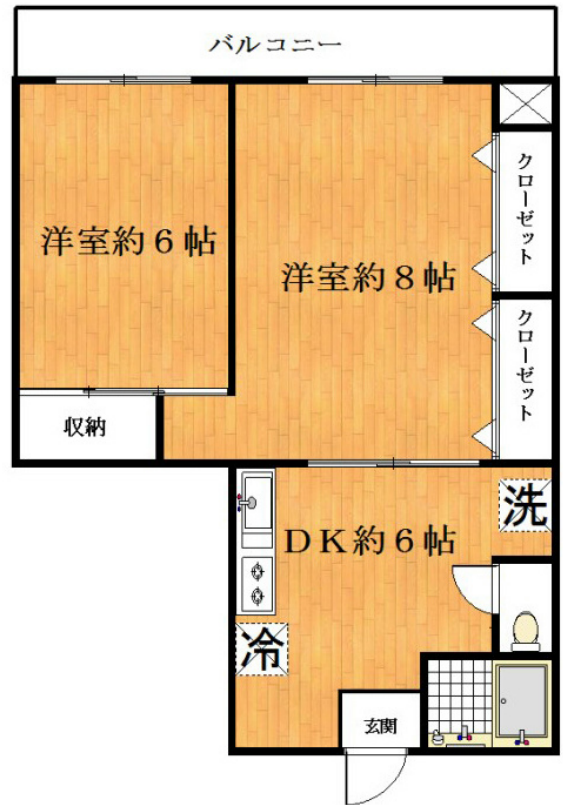 バルコニー
クローゼット
洋室約６帖
洋室約８帖
クローゼット
収納
洗
ＤＫ約６帖
冷
玄関